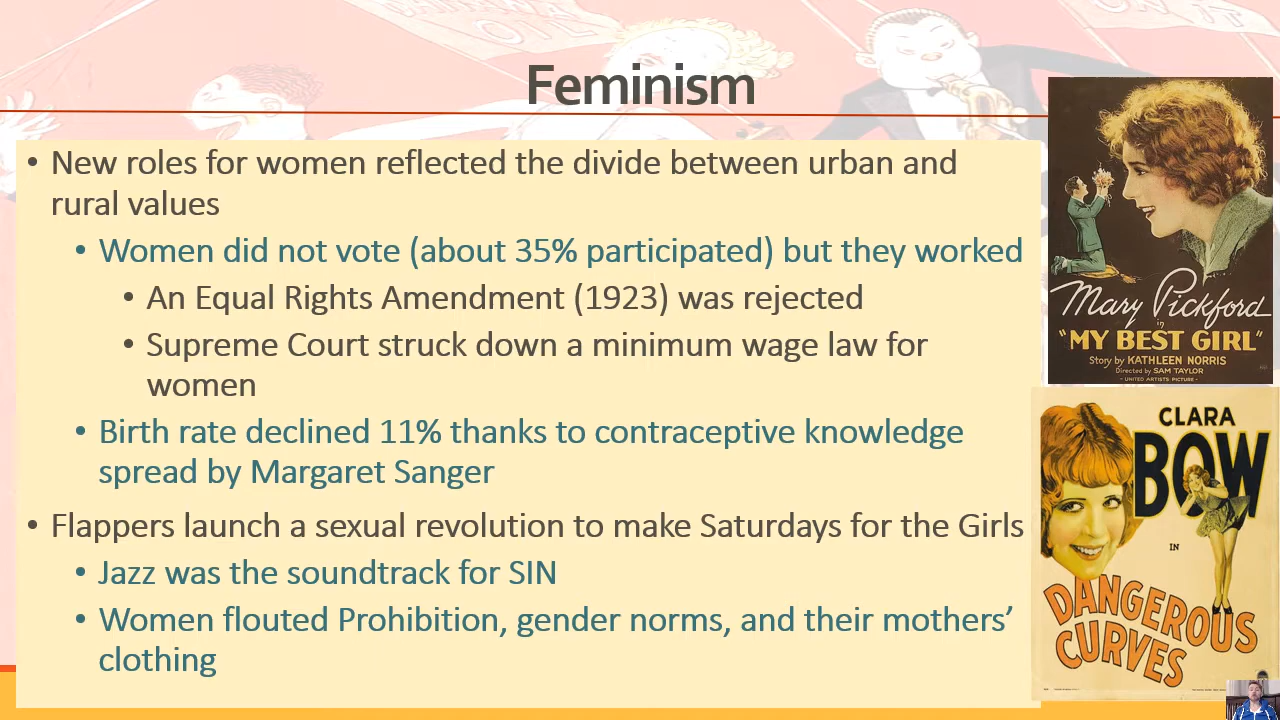 OIL
ON IT
Feminism
• New roles for women reflected the divide between urban and
rural values
• Women did not vote (about 35% participated) but they worked
• An Equal Rights Amendment (1923) was rejected
• Supreme Court struck down a minimum wage law for
women
• Birth rate declined 11% thanks to contraceptive knowledge
spread by Margaret Sanger
• Flappers launch a sexual revolution to make Saturdays for the Girls
• Jazz was the soundtrack for SIN
• Women flouted Prohibition, gender norms, and their mothers’
clothing
Mary Pickford
in
"MY BEST GIRL"
Story by KATHLEEN NORRIS
Directed by SAM TAYLOR
- UNITED ARTISTS PICTURE -
CLARA
BOW
IN
DANGEROUS
CURVES